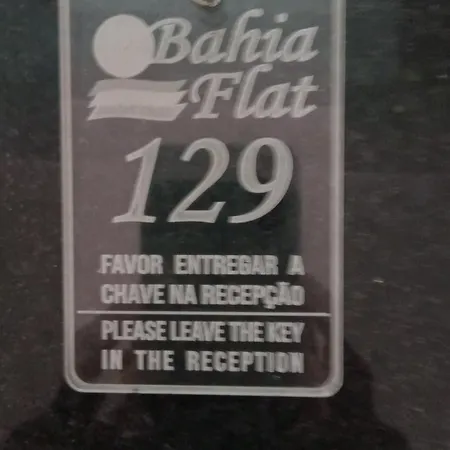 Bahia
Flat
129
FAVOR ENTREGAR A
CHAVE NA RECEPÇÃO
PLEASE LEAVE THE KEY
IN THE RECEPTION